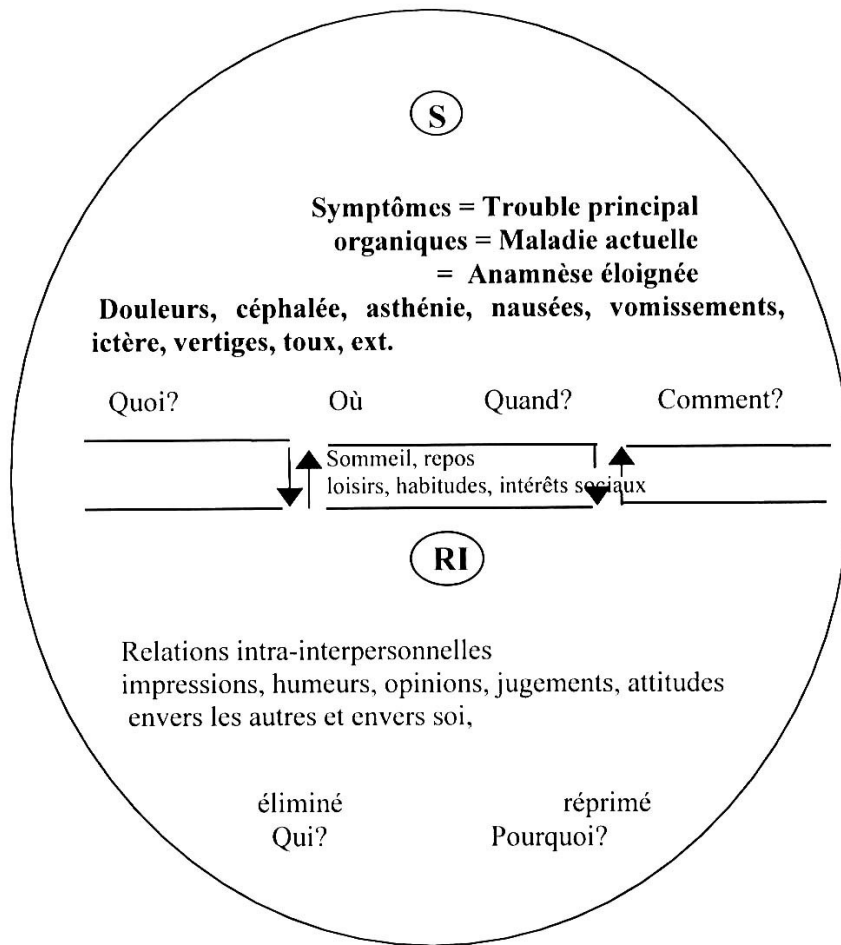 S
Symptômes = Trouble principal
organiques = Maladie actuelle
= Anamnèse éloignée
Douleurs, céphalée, asthénie, nausées, vomissements,
ictère, vertiges, toux, ext.
Quoi? Où Quand? Comment?
Sommeil, repos
loisirs, habitudes, intérêts sociaux
RI
Relations intra-interpersonnelles
impressions, humeurs, opinions, jugements, attitudes
envers les autres et envers soi,
éliminé réprimé
Qui? Pourquoi?